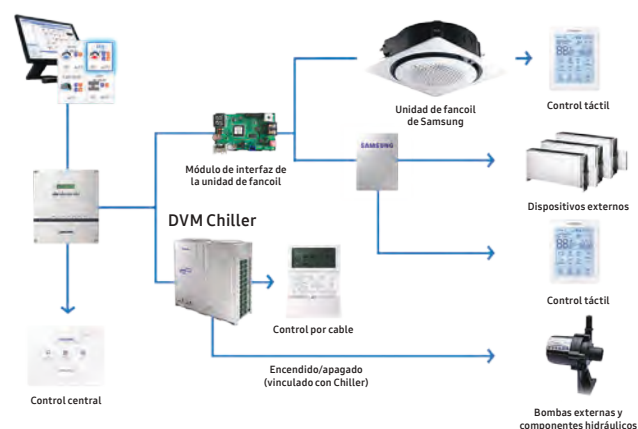 Unidad de fancoil
de Samsung
Control táctil
Módulo de interfaz de
la unidad de fancoil
SAMSUNG
Dispositivos externos
DVM Chiller
Control por cable
Control táctil
Encendido/apagado
(vinculado con Chiller)
Control central
Bombas externas y
componentes hidráulicos